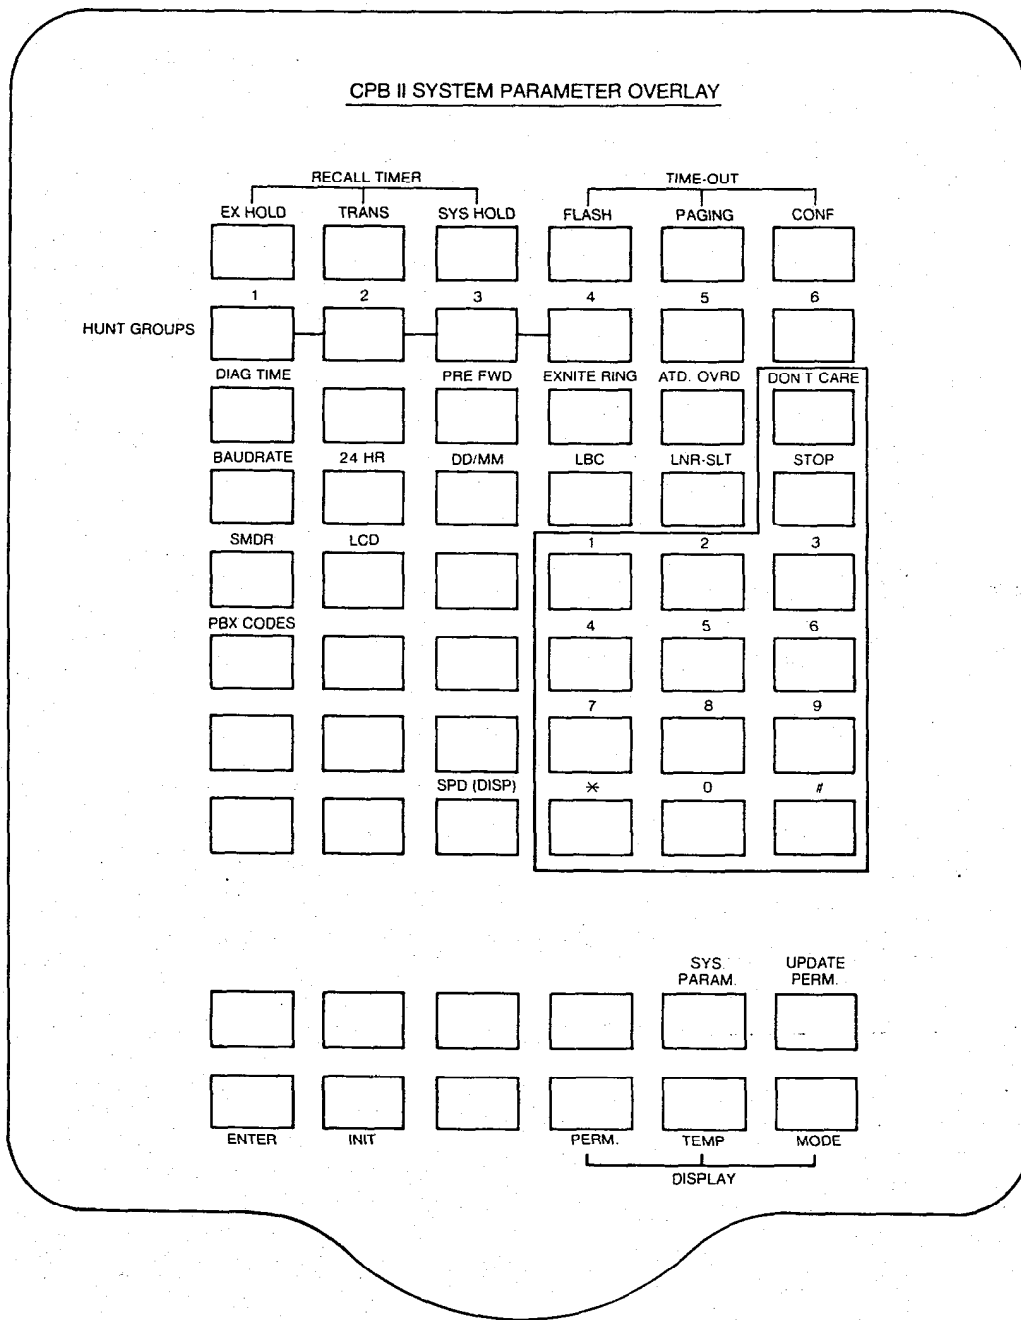 CPB II SYSTEM PARAMETER OVERLAY
RECALL TIMER TIME-OUT
EX HOLD TRANS SYS HOLD FLASH PAGING CONF
1 2 3 4 5 6
HUNT GROUPS
DIAG TIME PRE FWD EXNITE RING ATD. OVRD DON T CARE
BAUDRATE 24 HR DD/MM LBC LNR-SLT STOP
SMDR LCD 1 2 3
PBX CODES 4 5 6
7 8 9
SPD (DISP) * 0 #
SYS. UPDATE
PARAM. PERM.
ENTER INIT PERM. TEMP MODE
DISPLAY